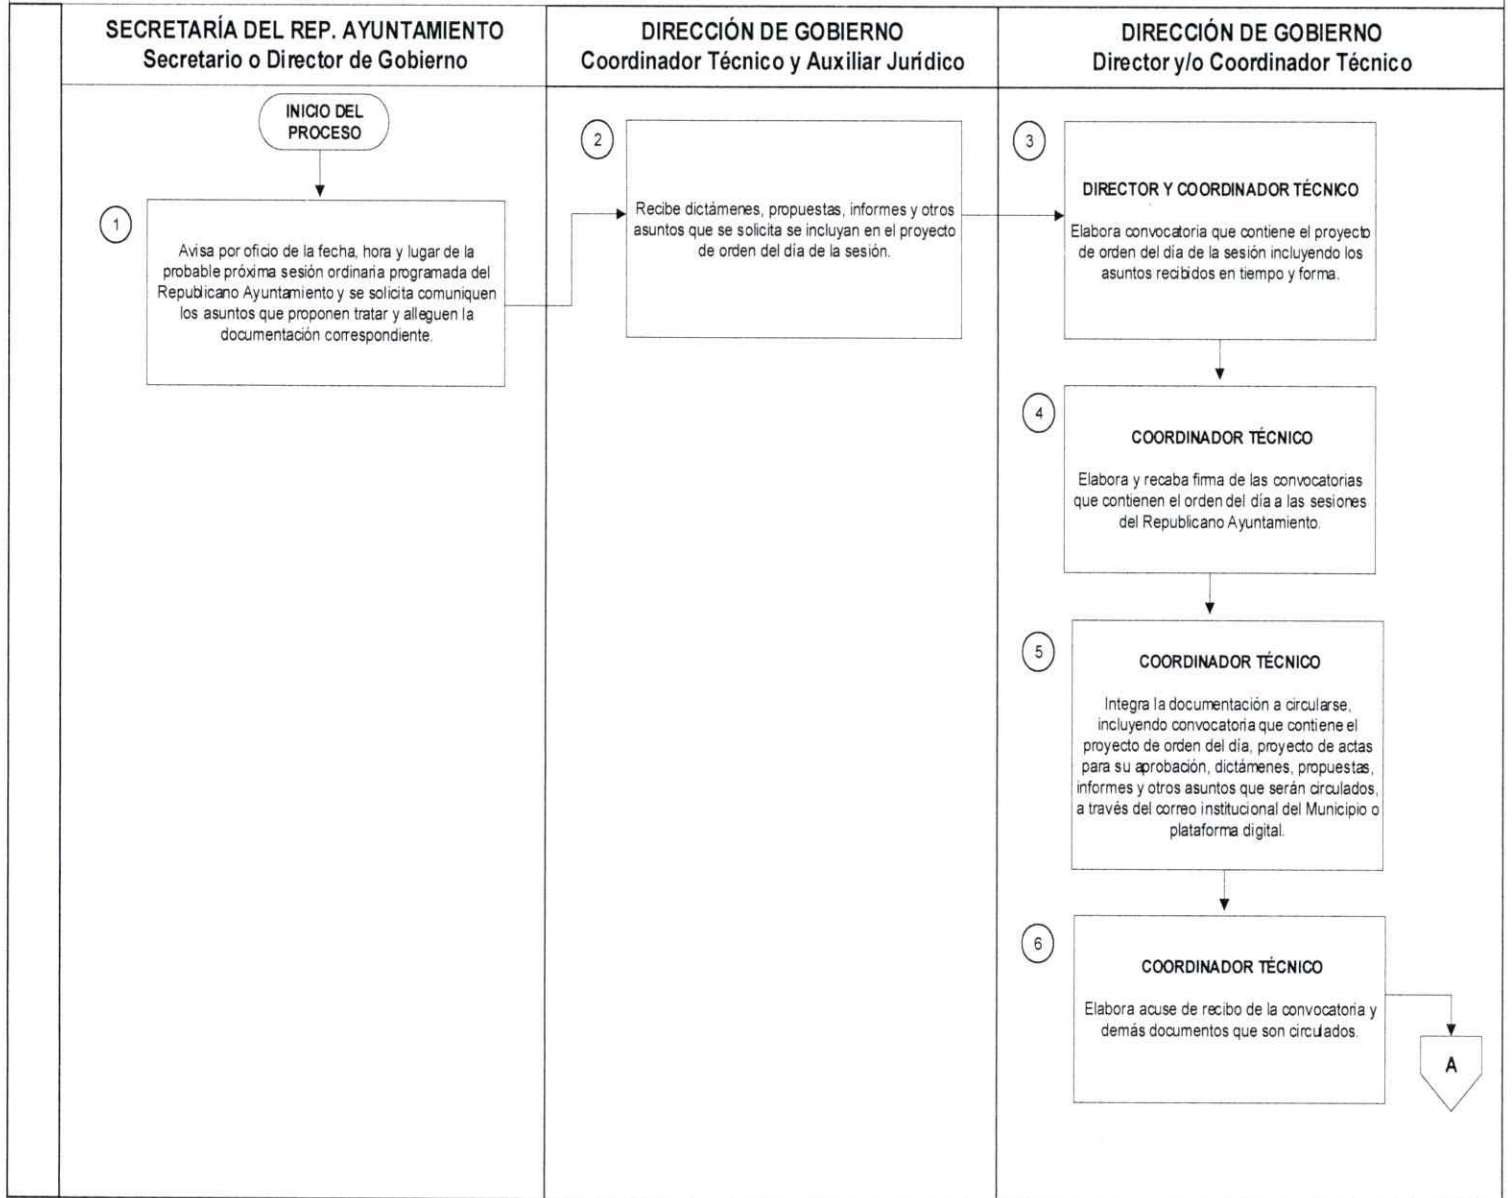 SECRETARÍA DEL REP. AYUNTAMIENTO
Secretario o Director de Gobierno
DIRECCIÓN DE GOBIERNO
Coordinador Técnico y Auxiliar Jurídico
DIRECCIÓN DE GOBIERNO
Director y/o Coordinador Técnico
INICIO DEL
PROCESO
1
Avisa por oficio de la fecha, hora y lugar de la
probable próxima sesión ordinaria programada del
Republicano Ayuntamiento y se solicita comuniquen
los asuntos que proponen tratar y alleguen la
documentación correspondiente.
2
Recibe dictámenes, propuestas, informes y otros
asuntos que se solicita se incluyan en el proyecto
de orden del día de la sesión.
3
DIRECTOR Y COORDINADOR TÉCNICO
Elabora convocatoria que contiene el proyecto
de orden del día de la sesión incluyendo los
asuntos recibidos en tiempo y forma.
4
COORDINADOR TÉCNICO
Elabora y recaba firma de las convocatorias
que contienen el orden del día a las sesiones
del Republicano Ayuntamiento.
5
COORDINADOR TÉCNICO
Integra la documentación a circularse,
incluyendo convocatoria que contiene el
proyecto de orden del día, proyecto de actas
para su aprobación, dictámenes, propuestas,
informes y otros asuntos que serán circulados,
a través del correo institucional del Municipio o
plataforma digital.
6
COORDINADOR TÉCNICO
Elabora acuse de recibo de la convocatoria y
demás documentos que son circulados.
A